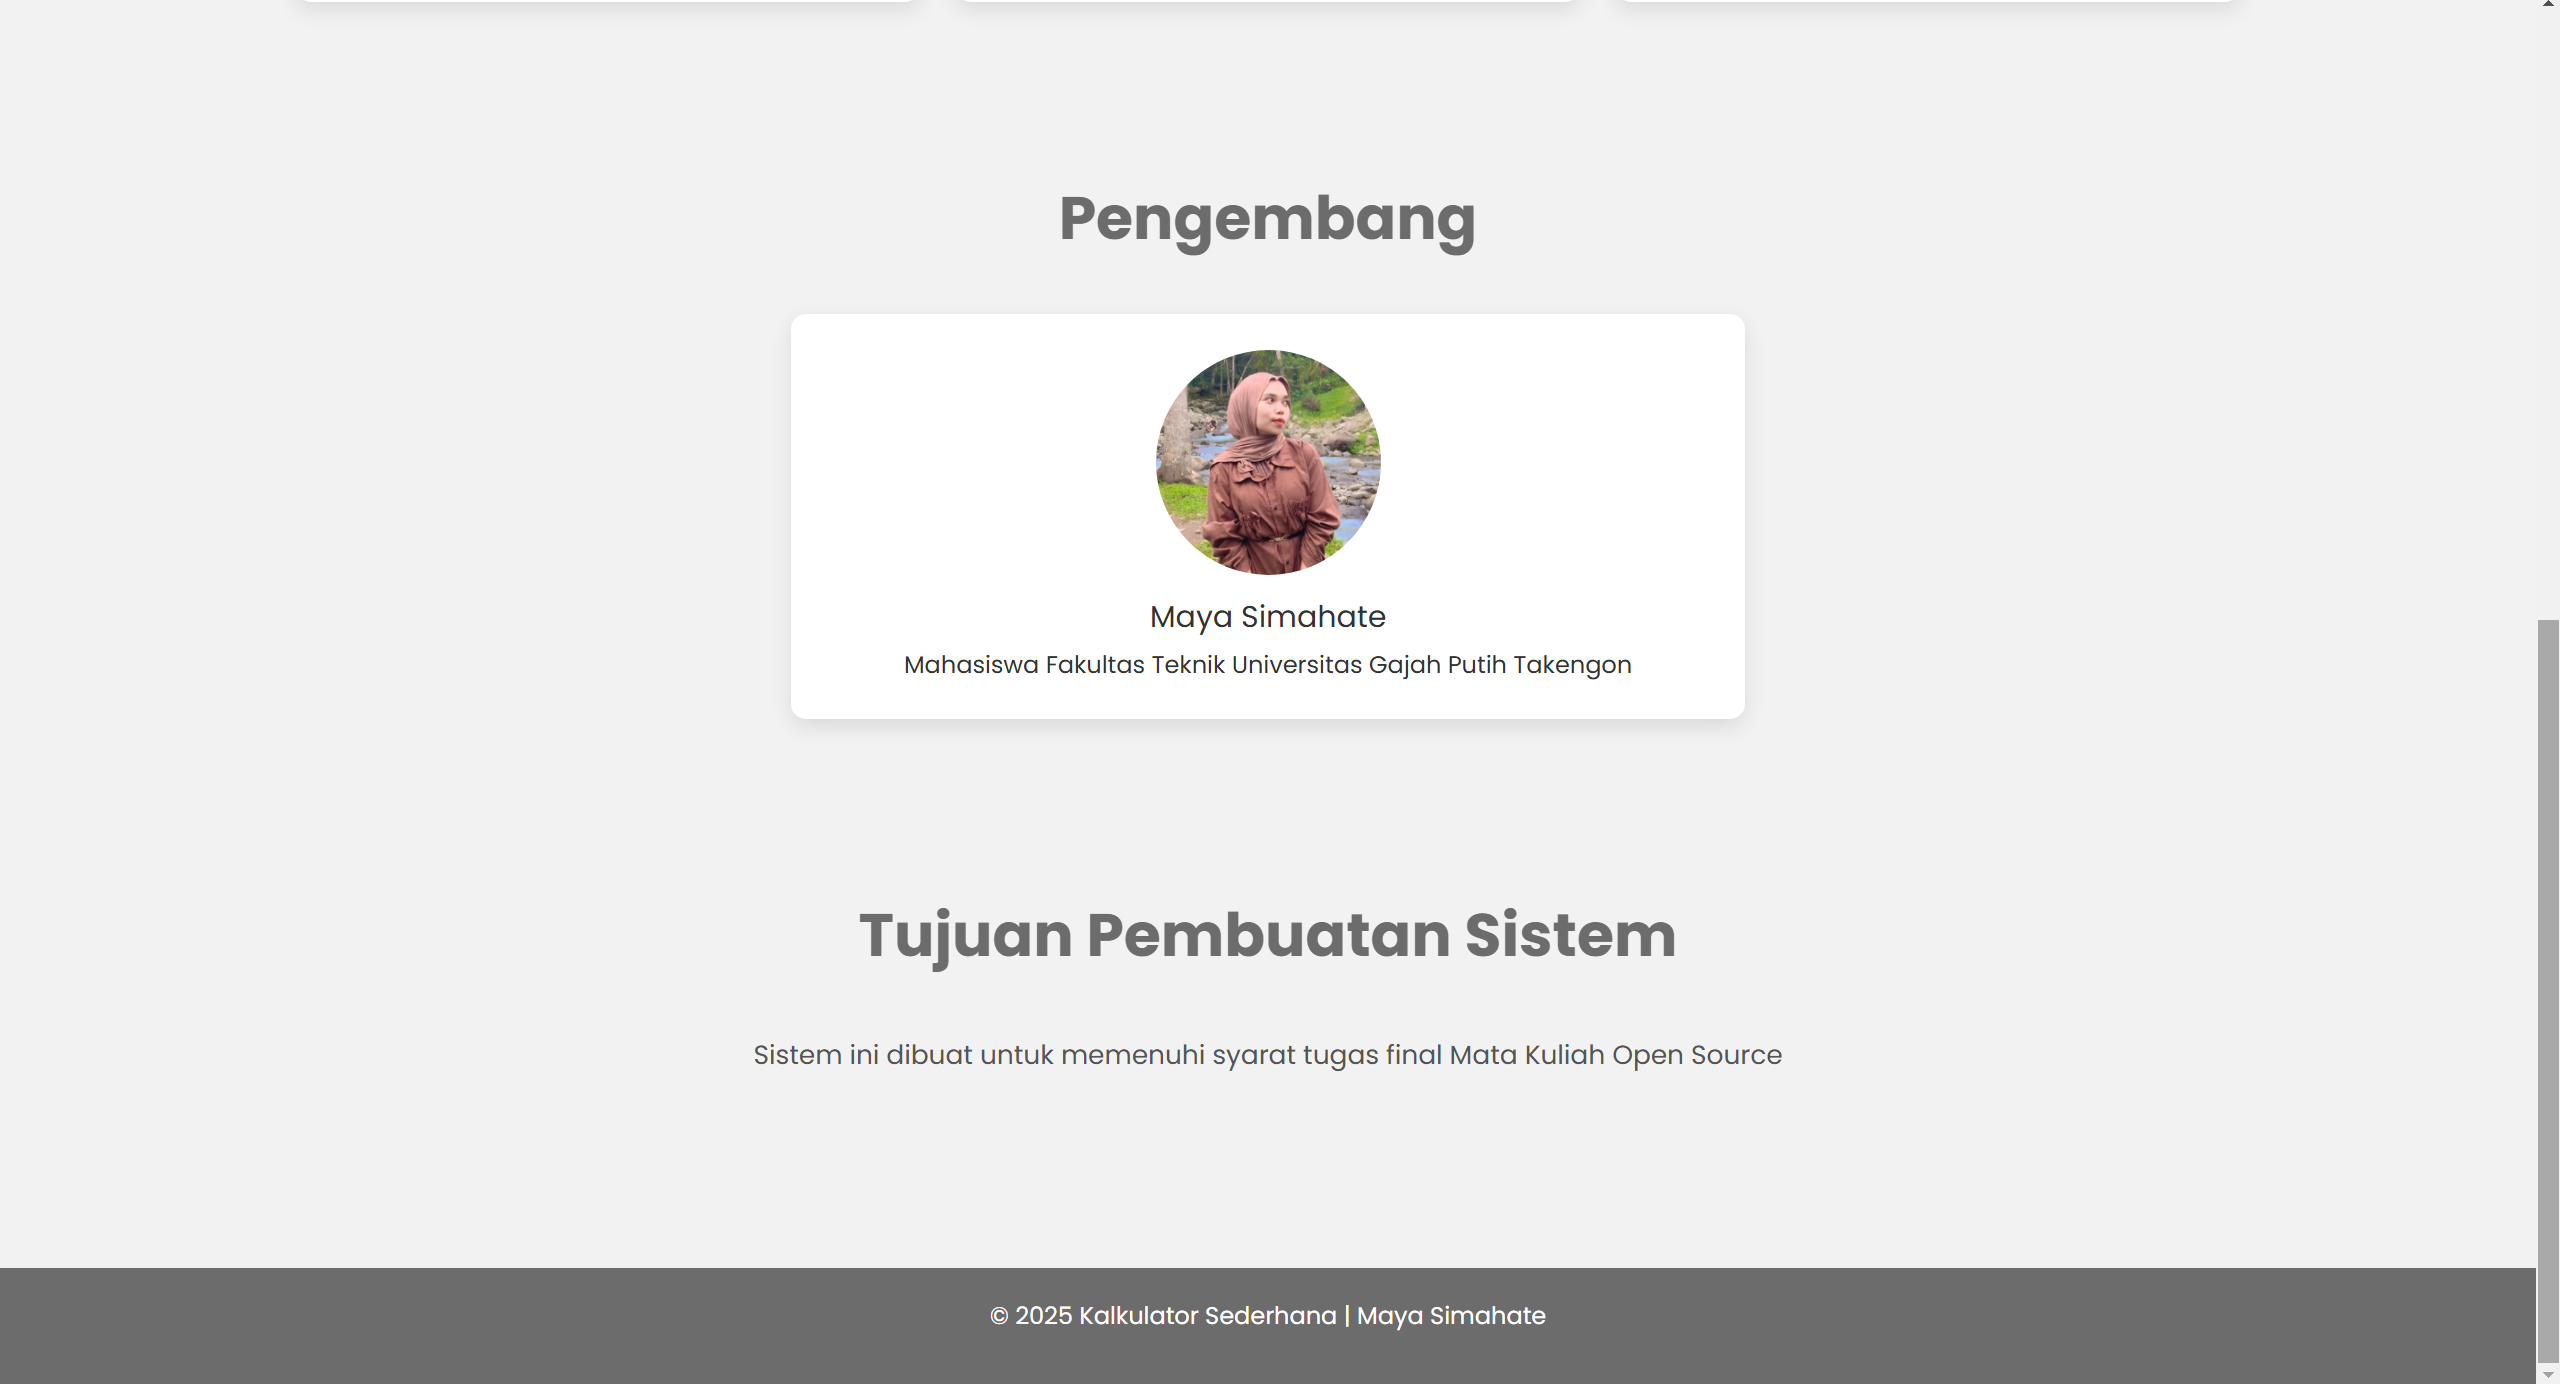 Pengembang
Maya Simahate
Mahasiswa Fakultas Teknik Universitas Gajah Putih Takengon
Tujuan Pembuatan Sistem
Sistem ini dibuat untuk memenuhi syarat tugas final Mata Kuliah Open Source
© 2025 Kalkulator Sederhana | Maya Simahate